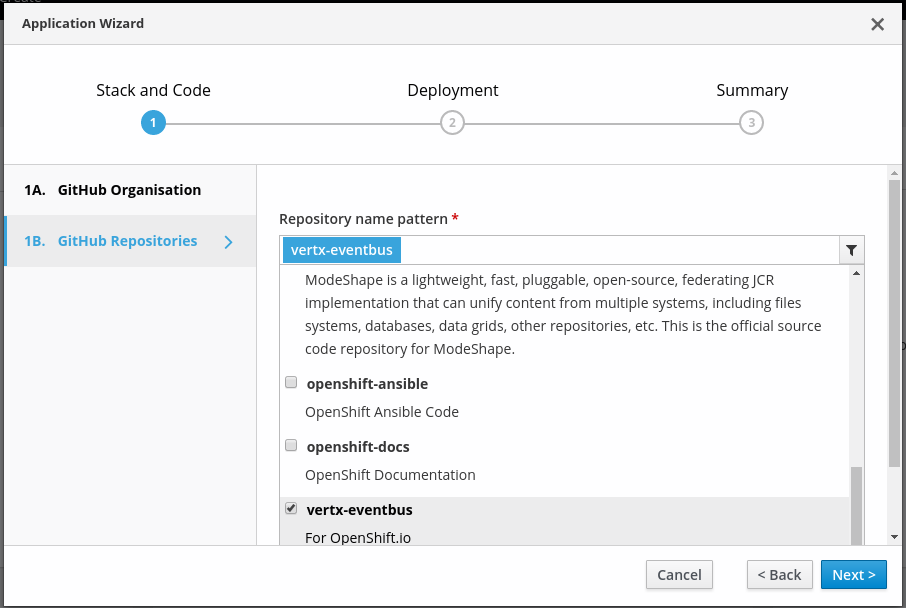 Application Wizard
Stack and Code
Deployment
Summary
1
2
3
1A. GitHub Organisation
1B. GitHub Repositories
Repository name pattern *
vertx-eventbus
ModeShape is a lightweight, fast, pluggable, open-source, federating JCR
implementation that can unify content from multiple systems, including files
systems, databases, data grids, other repositories, etc. This is the official source
code repository for ModeShape.
openshift-ansible
OpenShift Ansible Code
openshift-docs
OpenShift Documentation
vertx-eventbus
For OpenShift.io
Cancel
< Back
Next >